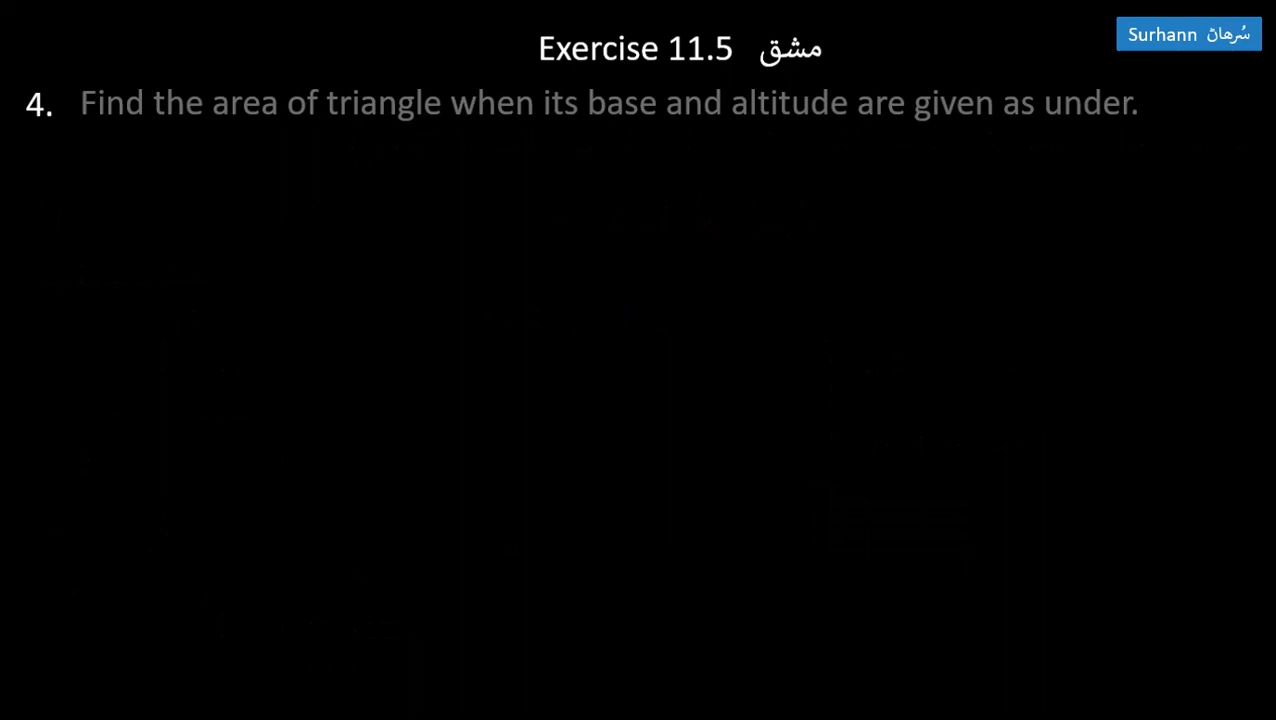 Exercise 11.5 مشق
Surhann سُرھاݨ
4. Find the area of triangle when its base and altitude are given as under.